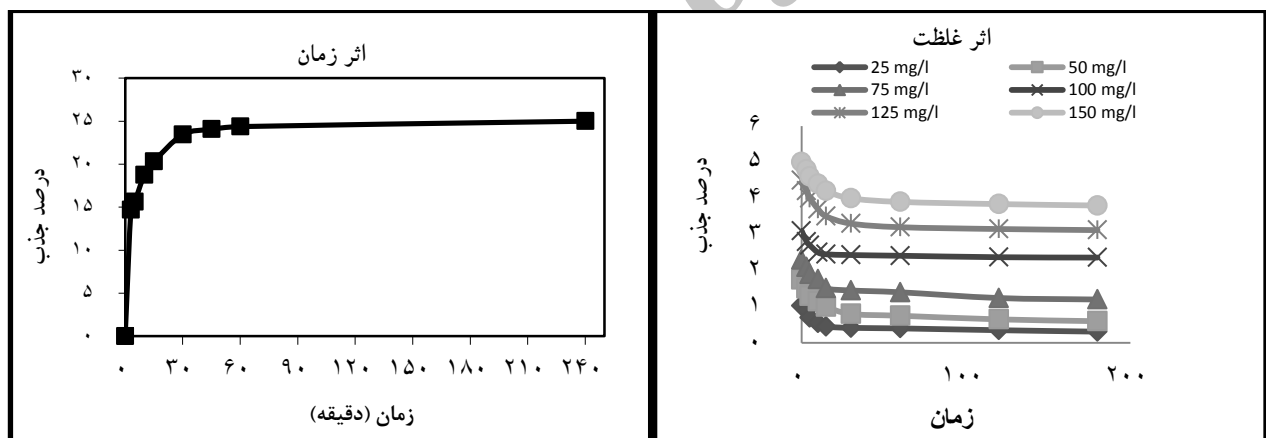 اثر زمان
۳۰
۲۵
۲۰
۱۵
۱۰
۵
۰
درصد جذب
۰ ۳۰ ۶۰ ۹۰ ۱۲۰ ۱۵۰ ۱۸۰ ۲۱۰ ۲۴۰
زمان (دقیقه)
اثر غلظت
25 mg/l 50 mg/l
75 mg/l 100 mg/l
125 mg/l 150 mg/l
۶
۵
۴
۳
۲
۱
۰
درصد جذب
۰ ۱۰۰ ۲۰۰
زمان